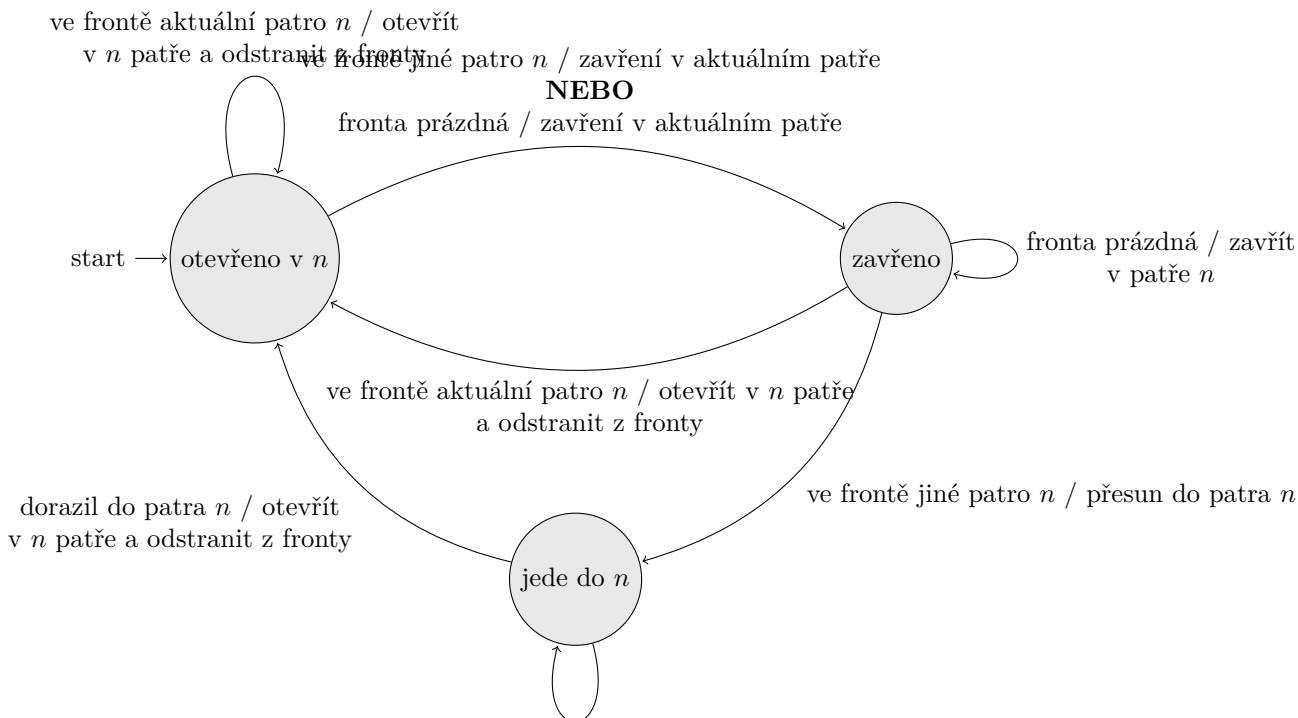 ve frontě aktuální patro n / otevřít
v n patře a odstranit z fronty
ve frontě jiné patro n / zavření v aktuálním patře
NEBO
fronta prázdná / zavření v aktuálním patře
start
otevřeno v n
zavřeno
fronta prázdná / zavřít
v patře n
ve frontě aktuální patro n / otevřít v n patře
a odstranit z fronty
ve frontě jiné patro n / přesun do patra n
dorazil do patra n / otevřít
v n patře a odstranit z fronty
jede do n